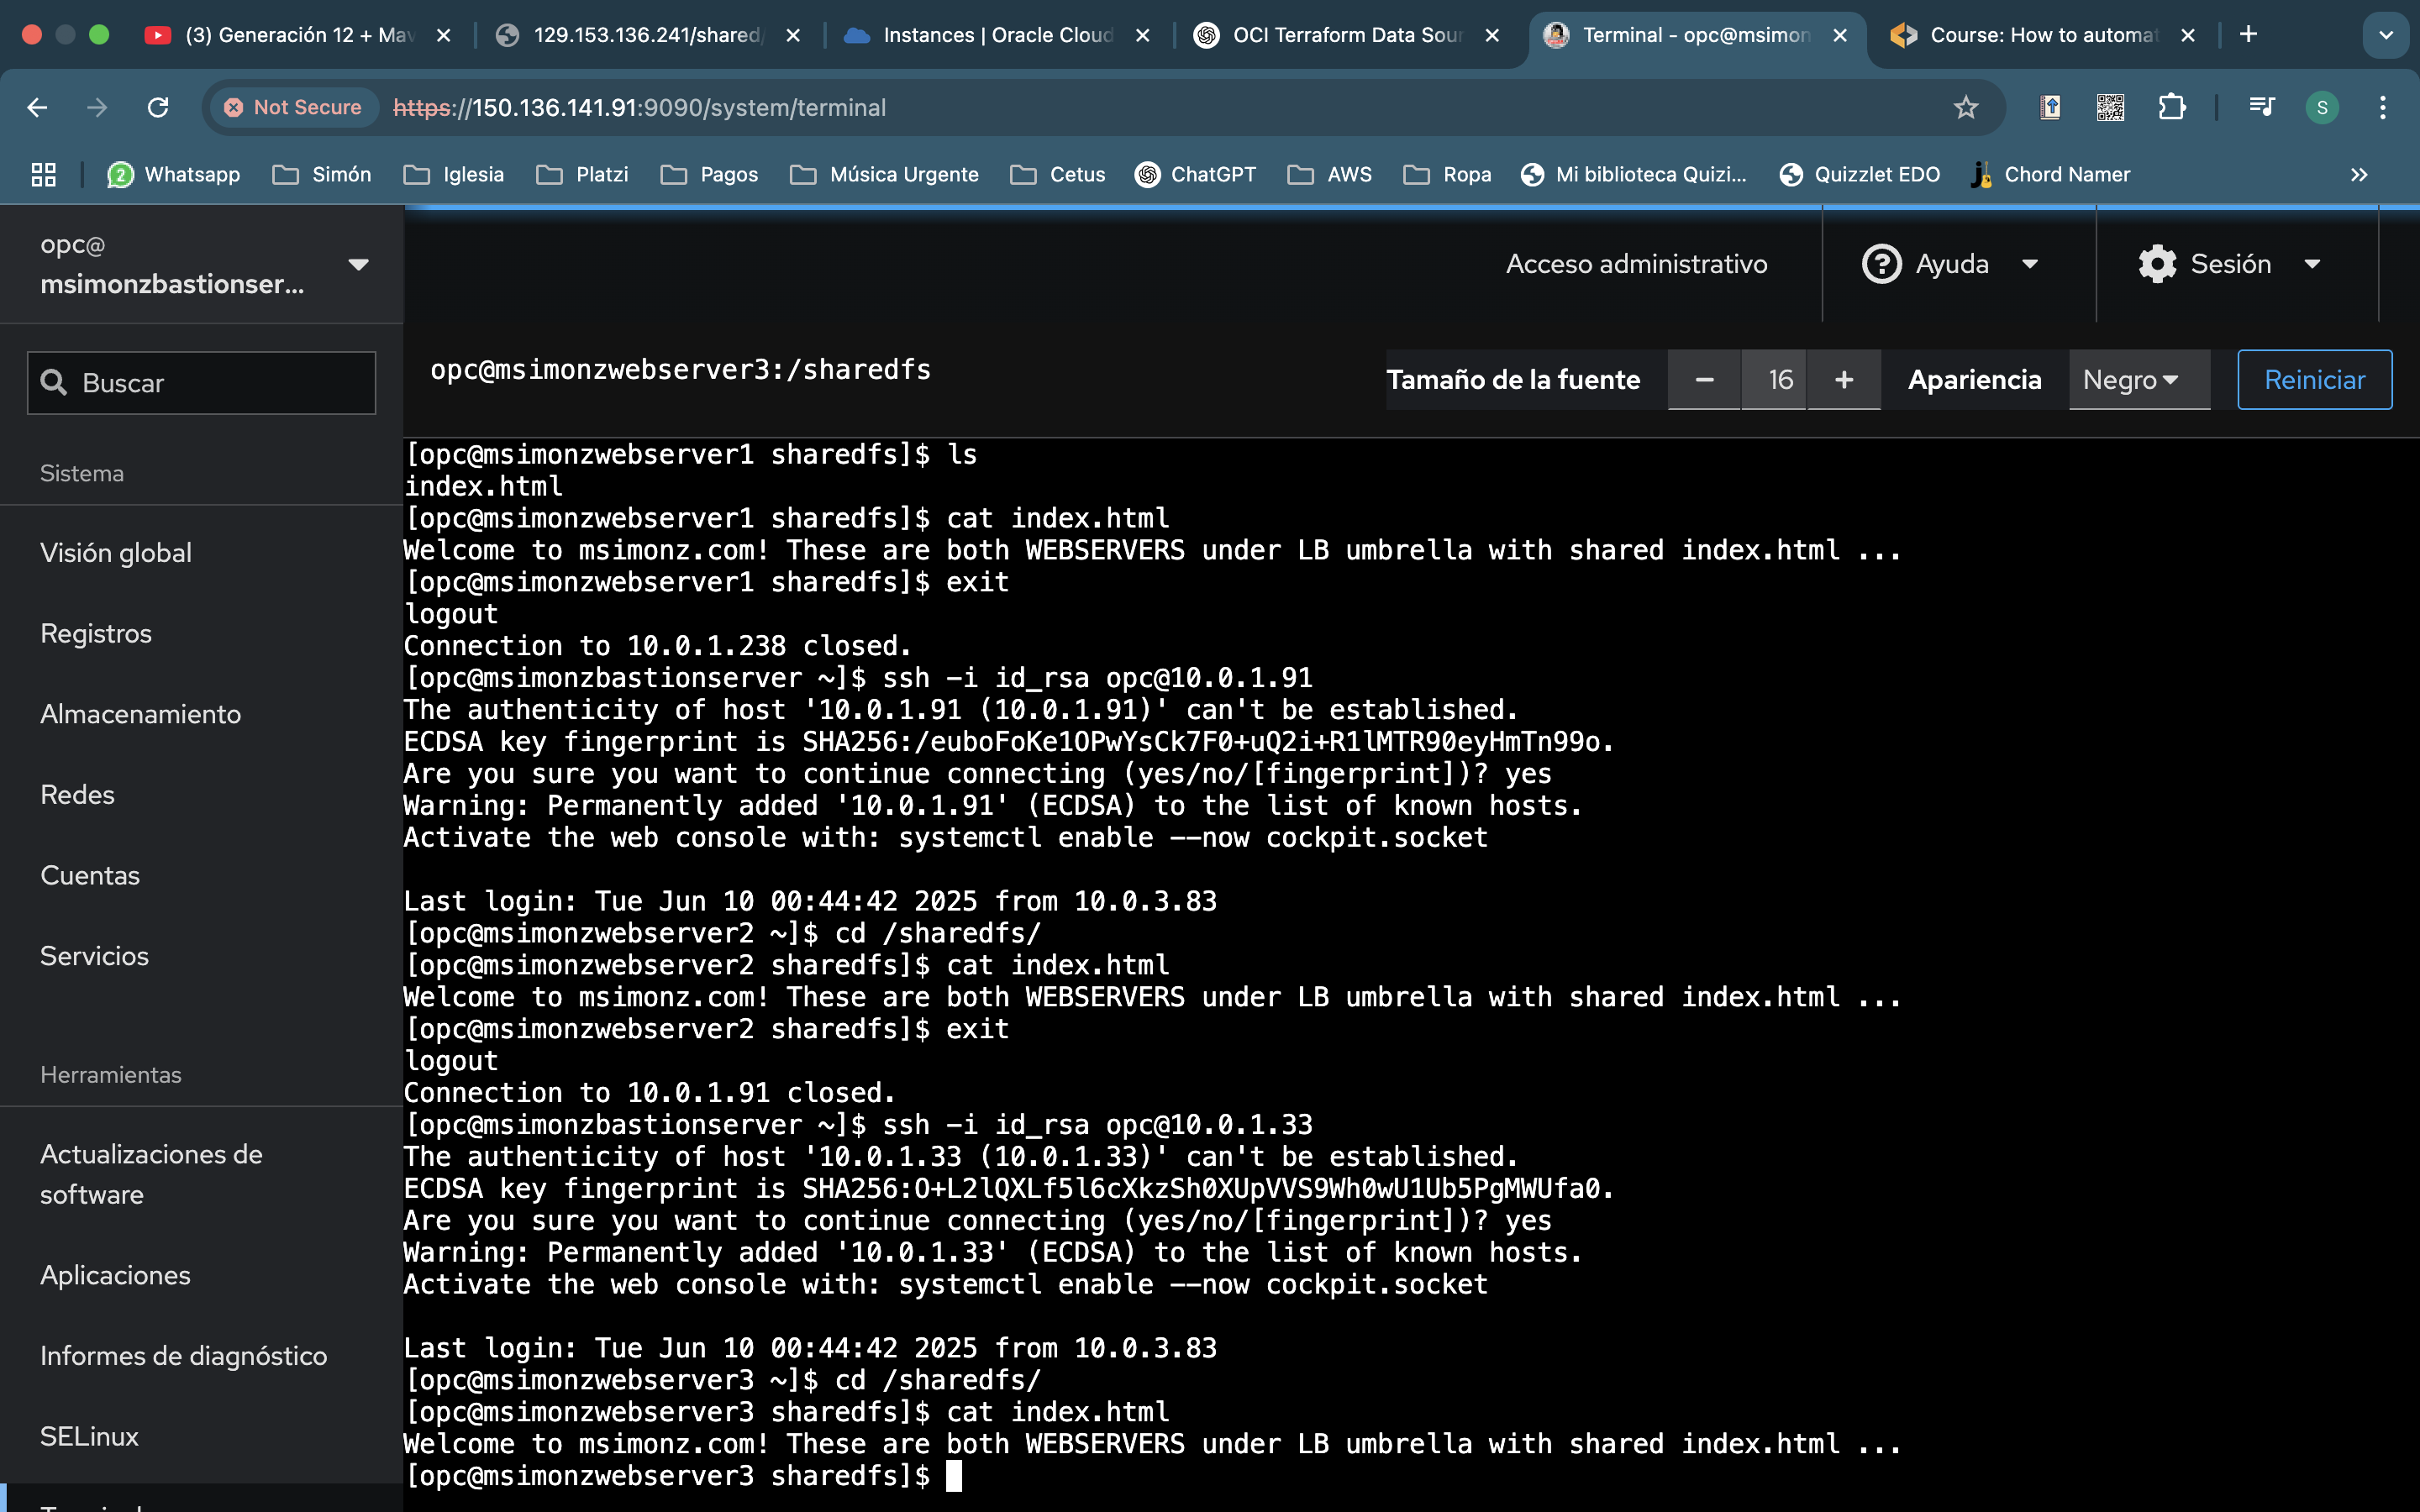 (3) Generación 12 + Mav
129.153.136.241/shared/
Instances | Oracle Cloud
OCI Terraform Data Sour
Terminal - opc@msimon
Course: How to automat
Not Secure https://150.136.141.91:9090/system/terminal
S
2 Whatsapp Simón Iglesia Platzi Pagos Música Urgente Cetus ChatGPT AWS Ropa Mi biblioteca Quizi... Quizzlet EDO Chord Namer
opc@
msimonzbastionser...
Acceso administrativo Ayuda Sesión
Buscar
Sistema
Visión global
Registros
Almacenamiento
Redes
Cuentas
Servicios
Herramientas
Actualizaciones de
software
Aplicaciones
Informes de diagnóstico
SELinux
opc@msimonzwebserver3:/sharedfs
Tamaño de la fuente − 16 + Apariencia Negro Reiniciar
[opc@msimonzwebserver1 sharedfs]$ ls
index.html
[opc@msimonzwebserver1 sharedfs]$ cat index.html
Welcome to msimonz.com! These are both WEBSERVERS under LB umbrella with shared index.html ...
[opc@msimonzwebserver1 sharedfs]$ exit
logout
Connection to 10.0.1.238 closed.
[opc@msimonzbastionserver ~]$ ssh -i id_rsa opc@10.0.1.91
The authenticity of host '10.0.1.91 (10.0.1.91)' can't be established.
ECDSA key fingerprint is SHA256:/euboFoKe1OPwYsCk7F0+uQ2i+R1lMTR90eyHmTn99o.
Are you sure you want to continue connecting (yes/no/[fingerprint])? yes
Warning: Permanently added '10.0.1.91' (ECDSA) to the list of known hosts.
Activate the web console with: systemctl enable --now cockpit.socket
Last login: Tue Jun 10 00:44:42 2025 from 10.0.3.83
[opc@msimonzwebserver2 ~]$ cd /sharedfs/
[opc@msimonzwebserver2 sharedfs]$ cat index.html
Welcome to msimonz.com! These are both WEBSERVERS under LB umbrella with shared index.html ...
[opc@msimonzwebserver2 sharedfs]$ exit
logout
Connection to 10.0.1.91 closed.
[opc@msimonzbastionserver ~]$ ssh -i id_rsa opc@10.0.1.33
The authenticity of host '10.0.1.33 (10.0.1.33)' can't be established.
ECDSA key fingerprint is SHA256:O+L2lQXLf5l6cXkzSh0XUpVVS9Wh0wU1Ub5PgMWUfa0.
Are you sure you want to continue connecting (yes/no/[fingerprint])? yes
Warning: Permanently added '10.0.1.33' (ECDSA) to the list of known hosts.
Activate the web console with: systemctl enable --now cockpit.socket
Last login: Tue Jun 10 00:44:42 2025 from 10.0.3.83
[opc@msimonzwebserver3 ~]$ cd /sharedfs/
[opc@msimonzwebserver3 sharedfs]$ cat index.html
Welcome to msimonz.com! These are both WEBSERVERS under LB umbrella with shared index.html ...
[opc@msimonzwebserver3 sharedfs]$